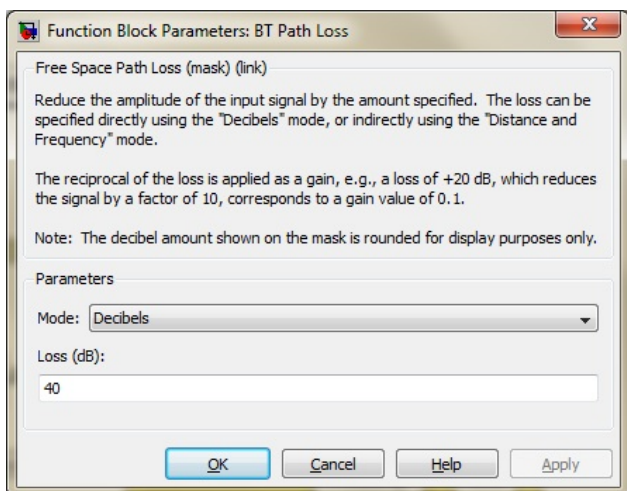 Function Block Parameters: BT Path Loss
Free Space Path Loss (mask) (link)
Reduce the amplitude of the input signal by the amount specified.  The loss can be
specified directly using the "Decibels" mode, or indirectly using the "Distance and
Frequency" mode.
The reciprocal of the loss is applied as a gain, e.g., a loss of +20 dB, which reduces
the signal by a factor of 10, corresponds to a gain value of 0.1.
Note:  The decibel amount shown on the mask is rounded for display purposes only.
Parameters
Mode: Decibels
Loss (dB):
40
OK Cancel Help Apply